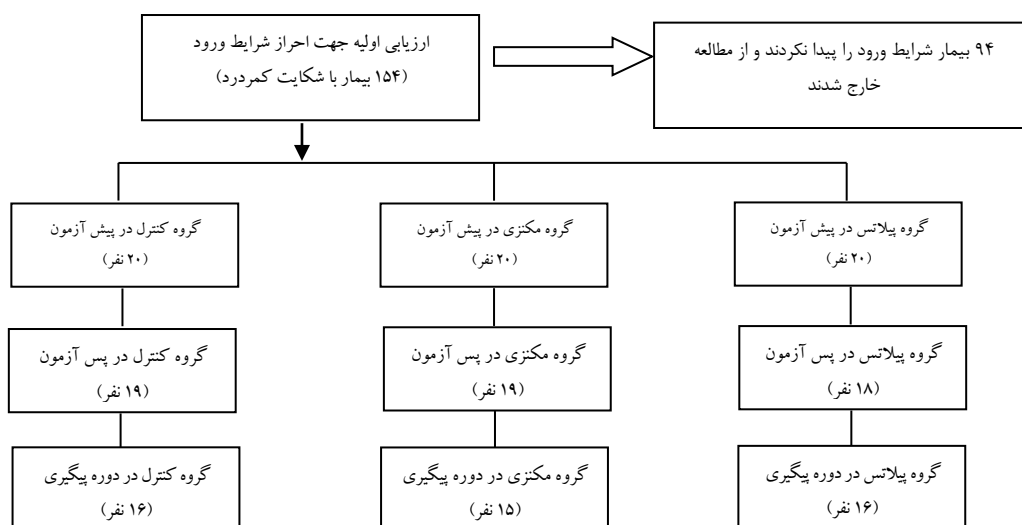 ارزیابی اولیه جهت احراز شرایط ورود
(۱۵۴ بیمار با شکایت کمردرد)
۹۴ بیمار شرایط ورود را پیدا نکردند و از مطالعه
خارج شدند
گروه پیلاتس در پیش آزمون
(۲۰ نفر)
گروه مکنزی در پیش آزمون
(۲۰ نفر)
گروه کنترل در پیش آزمون
(۲۰ نفر)
گروه پیلاتس در پس آزمون
(۱۸ نفر)
گروه مکنزی در پس آزمون
(۱۹ نفر)
گروه کنترل در پس آزمون
(۱۹ نفر)
گروه پیلاتس در دوره پیگیری
(۱۶ نفر)
گروه مکنزی در دوره پیگیری
(۱۵ نفر)
گروه کنترل در دوره پیگیری
(۱۶ نفر)